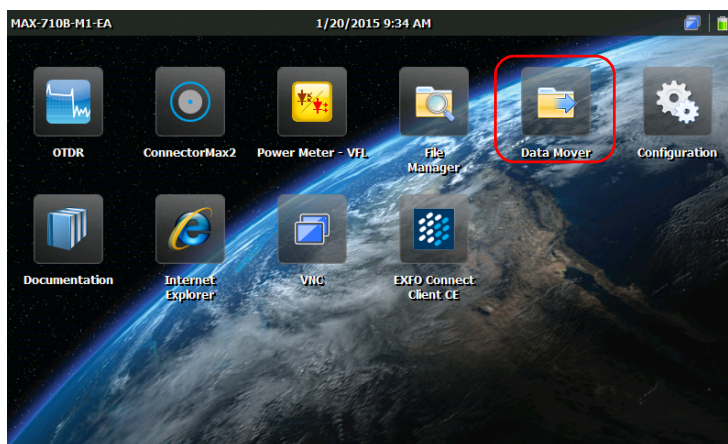 MAX-710B-M1-EA 1/20/2015 9:34 AM
OTDR ConnectorMax2 Power Meter - VFL File Manager Data Mover Configuration
Documentation Internet Explorer VNC EXFO Connect Client CE